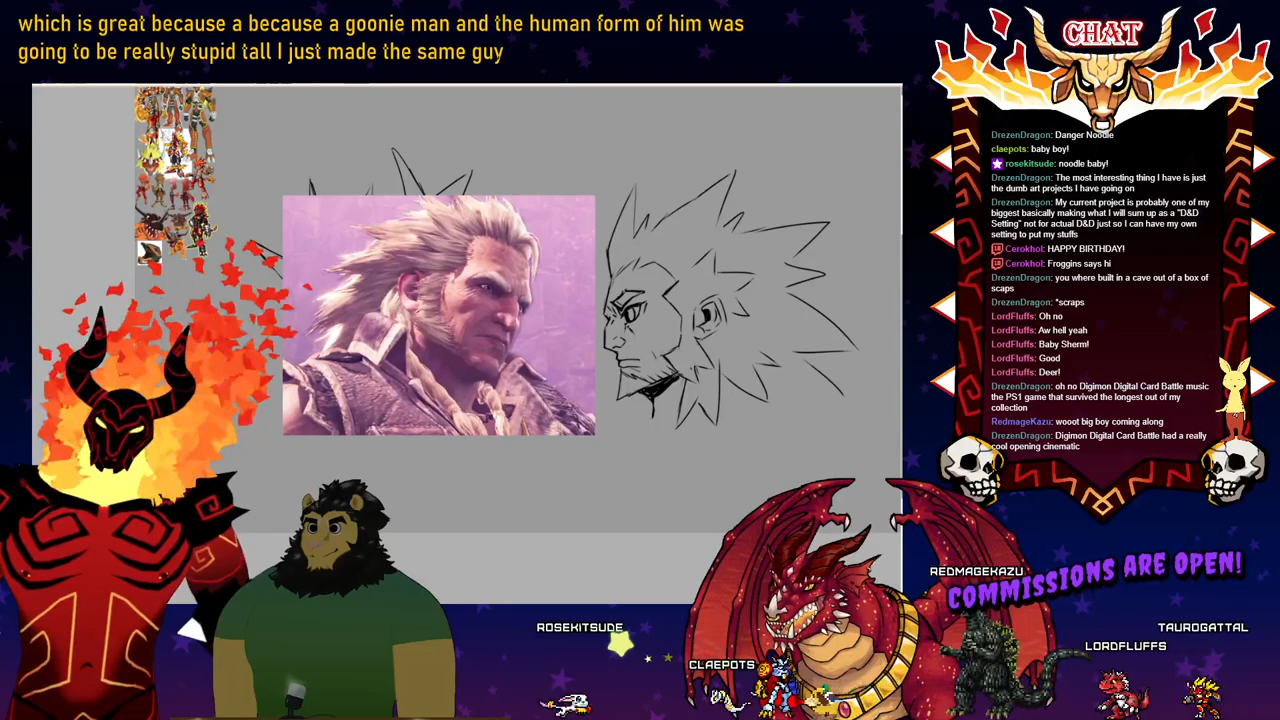 which is great because a because a goonie man and the human form of him was
going to be really stupid tall I just made the same guy
CHAT
DrezenDragon: Danger Noodle
claepots: baby boy!
rosekitsude: noodle baby!
DrezenDragon: The most interesting thing I have is just
the dumb art projects I have going on
DrezenDragon: My current project is probably one of my
biggest basically making what I will sum up as a "D&D
Setting" not for actual D&D just so I can have my own
setting to put my stuffs
Cerokhol: HAPPY BIRTHDAY!
Cerokhol: Froggins says hi
DrezenDragon: you where built in a cave out of a box of
scaps
DrezenDragon: *scraps
LordFluffs: Oh no
LordFluffs: Aw hell yeah
LordFluffs: Baby Sherm!
LordFluffs: Good
LordFluffs: Deer!
DrezenDragon: oh no Digimon Digital Card Battle music
the PS1 game that survived the longest out of my
collection
RedmageKazu: wooot big boy coming along
DrezenDragon: Digimon Digital Card Battle had a really
cool opening cinematic
REDMAGEKAZU
COMMISSIONS ARE OPEN!
ROSEKITSUDE
TAUROGATTAL
LORDFLUFFS
CLAEPOTS